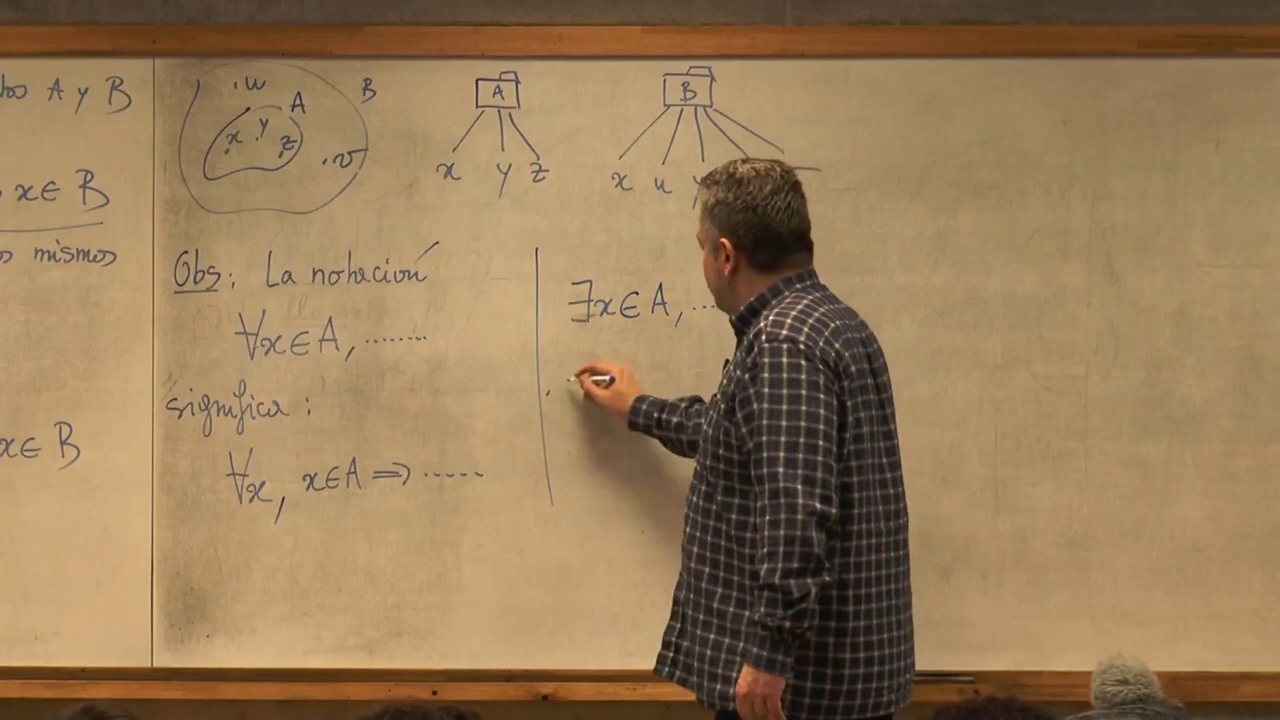 A y B
x ∈ B
mismos
x ∈ B
. w
B
A
x y z
. v
A
x y z
B
x u y
Obs: La notación
∀x∈A, ........
significa:
∀x, x∈A ⇒ ......
∃x∈A, ...